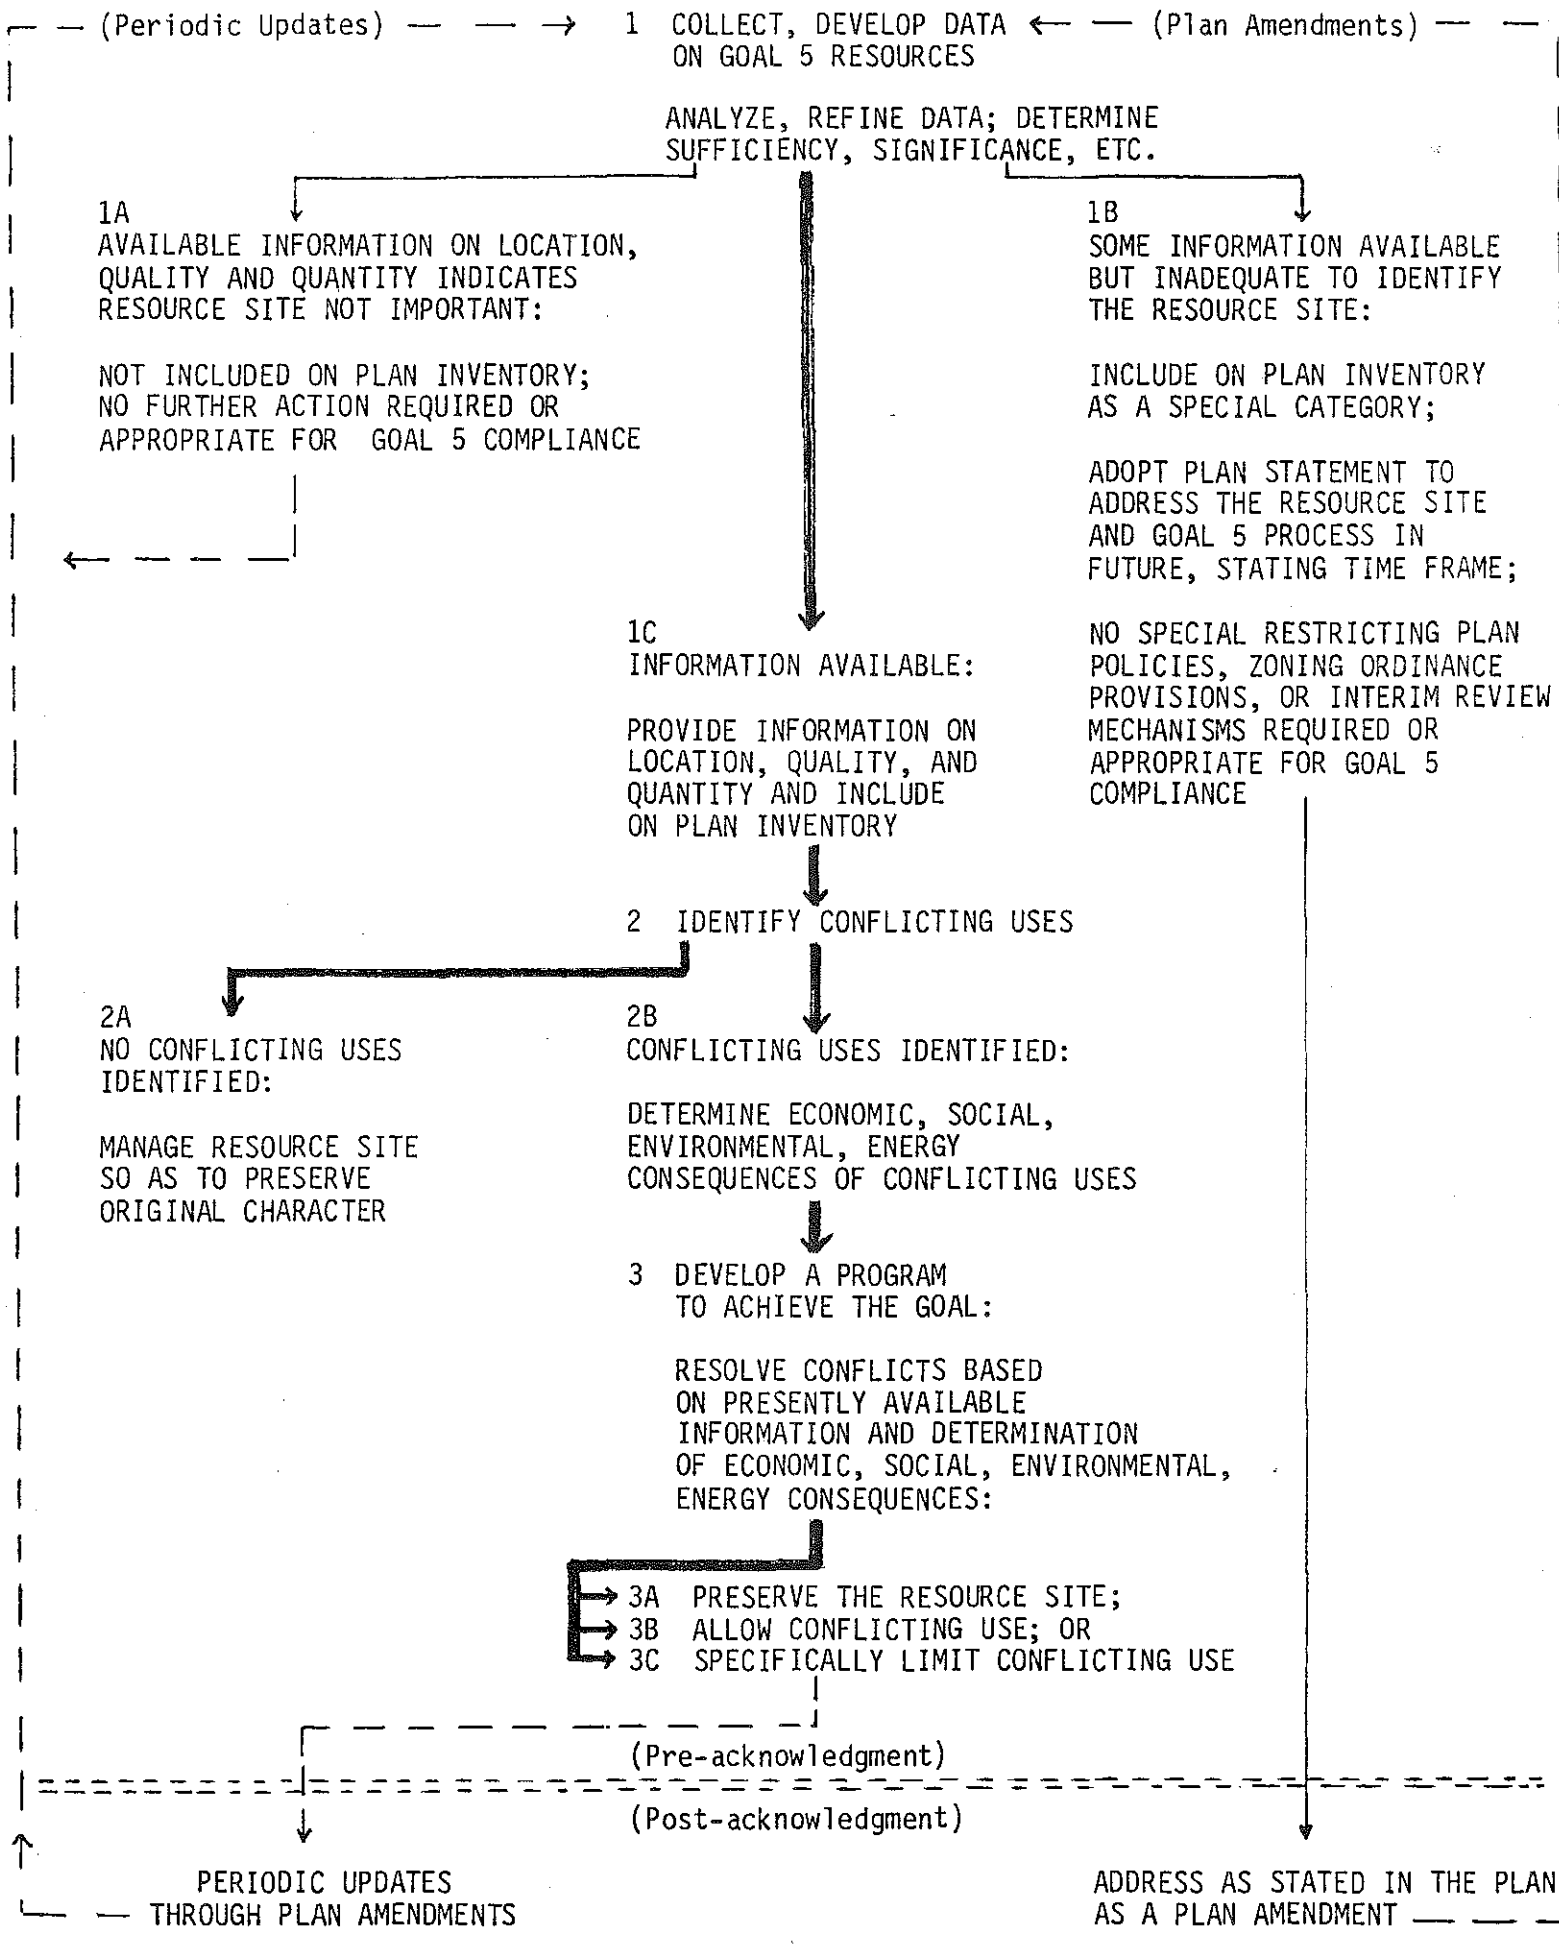 (Periodic Updates)
1 COLLECT, DEVELOP DATA
ON GOAL 5 RESOURCES
(Plan Amendments)
ANALYZE, REFINE DATA; DETERMINE
SUFFICIENCY, SIGNIFICANCE, ETC.
1A
AVAILABLE INFORMATION ON LOCATION,
QUALITY AND QUANTITY INDICATES
RESOURCE SITE NOT IMPORTANT:
NOT INCLUDED ON PLAN INVENTORY;
NO FURTHER ACTION REQUIRED OR
APPROPRIATE FOR GOAL 5 COMPLIANCE
1B
SOME INFORMATION AVAILABLE
BUT INADEQUATE TO IDENTIFY
THE RESOURCE SITE:
INCLUDE ON PLAN INVENTORY
AS A SPECIAL CATEGORY;
ADOPT PLAN STATEMENT TO
ADDRESS THE RESOURCE SITE
AND GOAL 5 PROCESS IN
FUTURE, STATING TIME FRAME;
NO SPECIAL RESTRICTING PLAN
POLICIES, ZONING ORDINANCE
PROVISIONS, OR INTERIM REVIEW
MECHANISMS REQUIRED OR
APPROPRIATE FOR GOAL 5
COMPLIANCE
1C
INFORMATION AVAILABLE:
PROVIDE INFORMATION ON
LOCATION, QUALITY, AND
QUANTITY AND INCLUDE
ON PLAN INVENTORY
2 IDENTIFY CONFLICTING USES
2A
NO CONFLICTING USES
IDENTIFIED:
MANAGE RESOURCE SITE
SO AS TO PRESERVE
ORIGINAL CHARACTER
2B
CONFLICTING USES IDENTIFIED:
DETERMINE ECONOMIC, SOCIAL,
ENVIRONMENTAL, ENERGY
CONSEQUENCES OF CONFLICTING USES
3 DEVELOP A PROGRAM
TO ACHIEVE THE GOAL:
RESOLVE CONFLICTS BASED
ON PRESENTLY AVAILABLE
INFORMATION AND DETERMINATION
OF ECONOMIC, SOCIAL, ENVIRONMENTAL,
ENERGY CONSEQUENCES:
3A PRESERVE THE RESOURCE SITE;
3B ALLOW CONFLICTING USE; OR
3C SPECIFICALLY LIMIT CONFLICTING USE
(Pre-acknowledgment)
(Post-acknowledgment)
PERIODIC UPDATES
THROUGH PLAN AMENDMENTS
ADDRESS AS STATED IN THE PLAN
AS A PLAN AMENDMENT